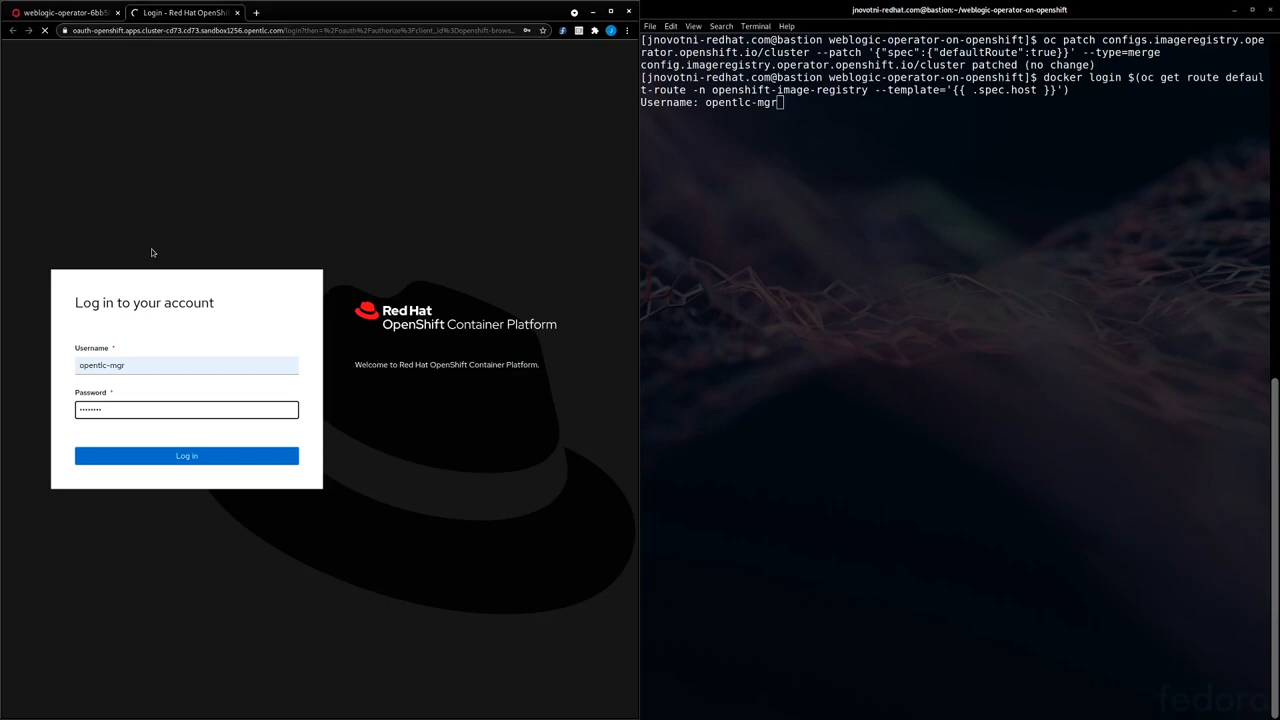 weblogic-operator-6bb5
Login - Red Hat OpenShi
oauth-openshift.apps.cluster-cd73.cd73.sandbox1256.opentlc.com/login?then=%2Foauth%2Fauthorize%3Fclient_id%3Dopenshift-brows...
Log in to your account
Username *
opentlc-mgr
Password *
••••••••
Log in
Red Hat
OpenShift Container Platform
Welcome to Red Hat OpenShift Container Platform.
jnovotni-redhat.com@bastion:~/weblogic-operator-on-openshift
File Edit View Search Terminal Help
[jnovotni-redhat.com@bastion weblogic-operator-on-openshift]$ oc patch configs.imageregistry.ope
rator.openshift.io/cluster --patch '{"spec":{"defaultRoute":true}}' --type=merge
config.imageregistry.operator.openshift.io/cluster patched (no change)
[jnovotni-redhat.com@bastion weblogic-operator-on-openshift]$ docker login $(oc get route defaul
t-route -n openshift-image-registry --template='{{ .spec.host }}')
Username: opentlc-mgr
fedora